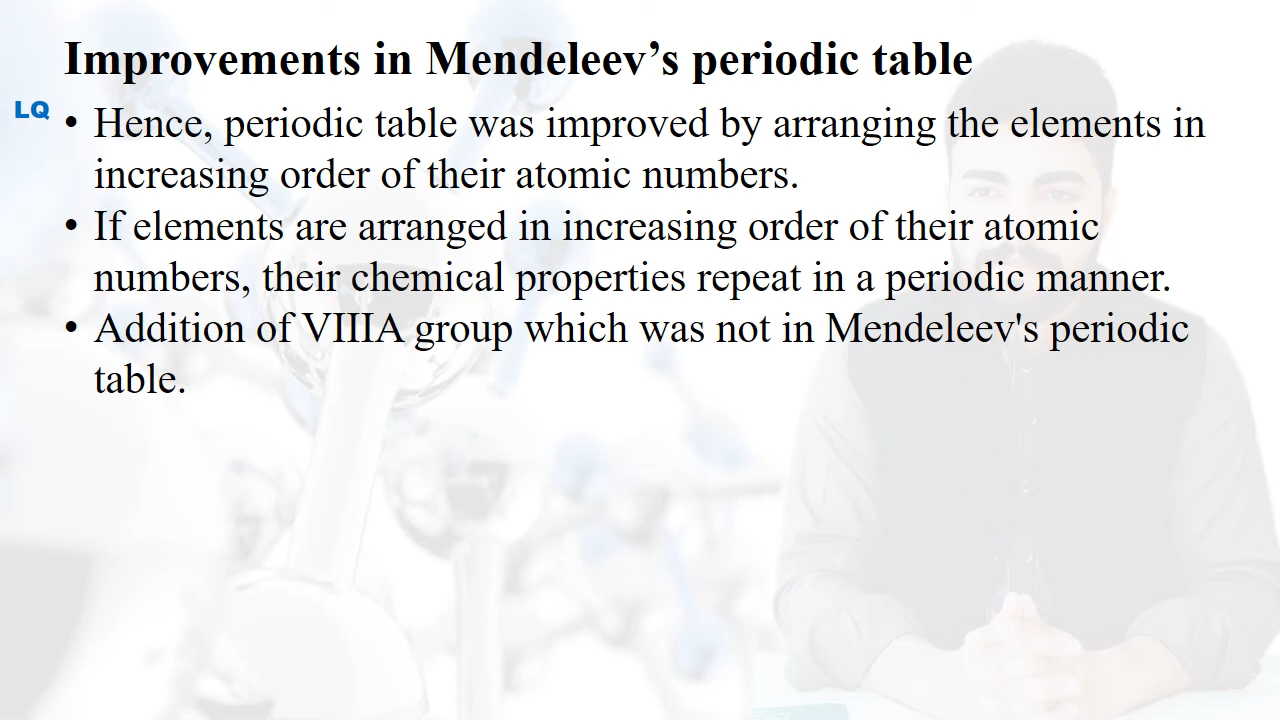 Improvements in Mendeleev’s periodic table
LQ
• Hence, periodic table was improved by arranging the elements in
increasing order of their atomic numbers.
• If elements are arranged in increasing order of their atomic
numbers, their chemical properties repeat in a periodic manner.
• Addition of VIIIA group which was not in Mendeleev's periodic
table.